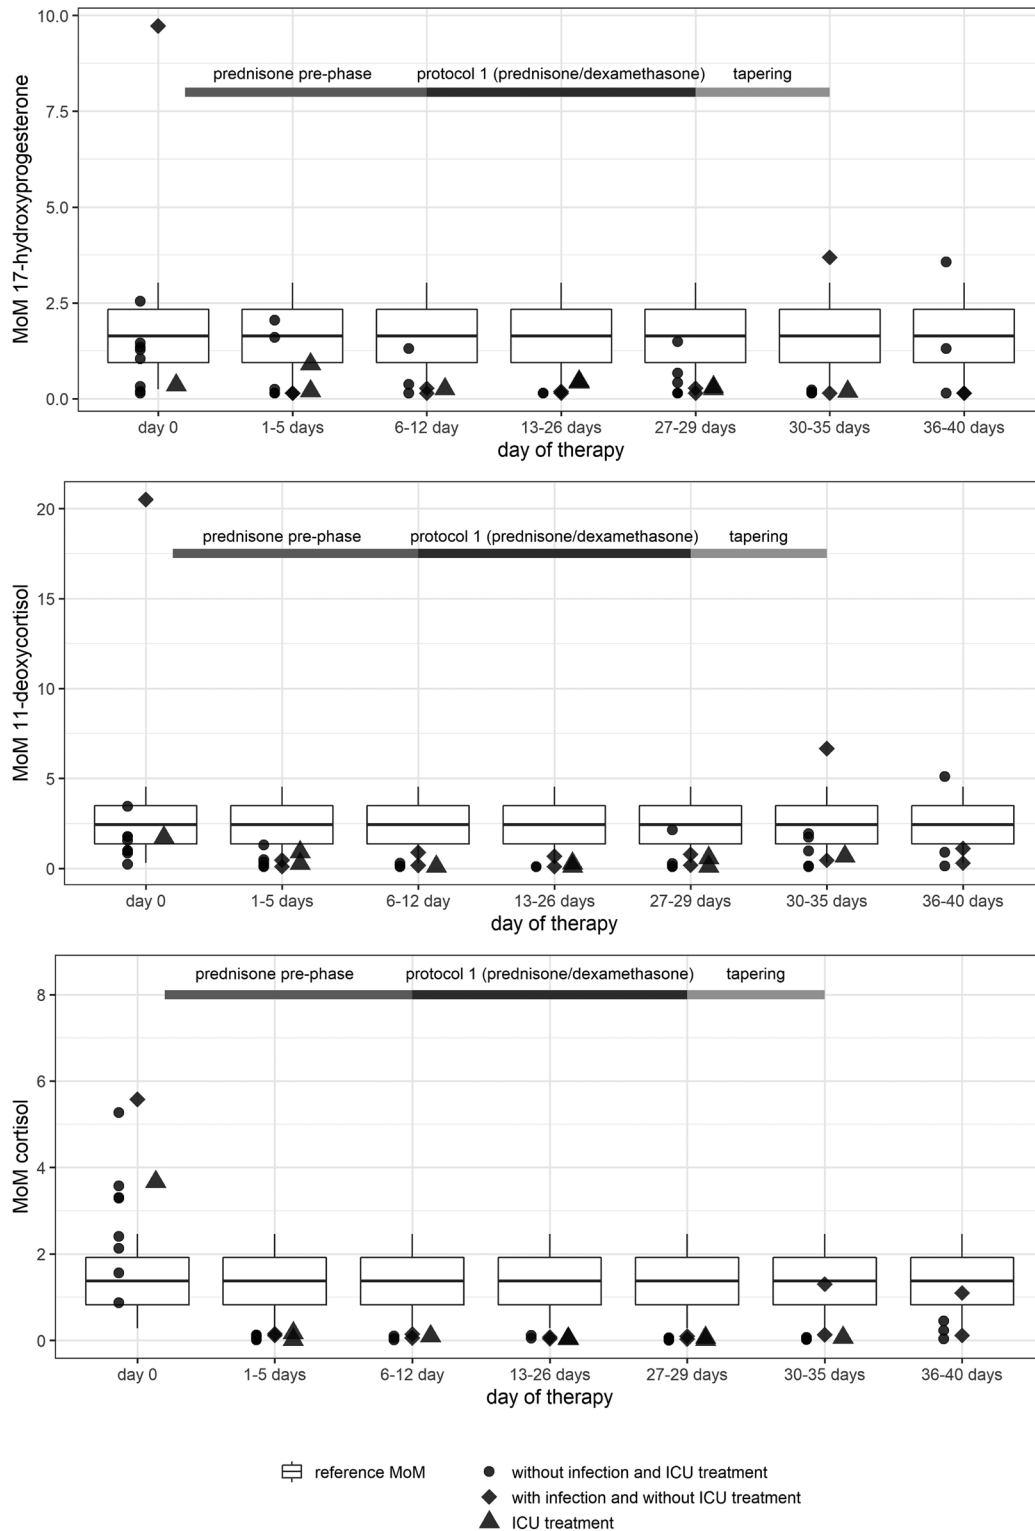 10.0
prednisone pre-phase protocol 1 (prednisone/dexamethasone) tapering
7.5
5.0
2.5
0.0
MoM 17-hydroxyprogesterone
day 0 1-5 days 6-12 day 13-26 days 27-29 days 30-35 days 36-40 days
day of therapy
20
prednisone pre-phase protocol 1 (prednisone/dexamethasone) tapering
15
10
5
0
MoM 11-deoxycortisol
day 0 1-5 days 6-12 day 13-26 days 27-29 days 30-35 days 36-40 days
day of therapy
prednisone pre-phase protocol 1 (prednisone/dexamethasone) tapering
8
6
4
2
0
MoM cortisol
day 0 1-5 days 6-12 day 13-26 days 27-29 days 30-35 days 36-40 days
day of therapy
reference MoM
without infection and ICU treatment
with infection and without ICU treatment
ICU treatment